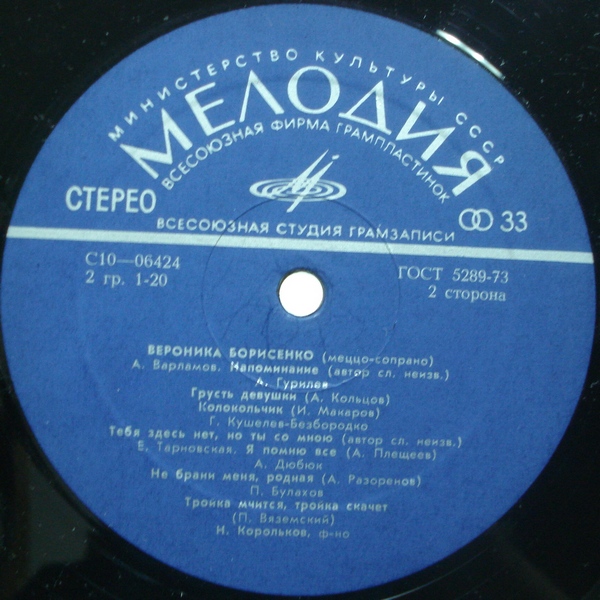 МИНИСТЕРСТВО КУЛЬТУРЫ СССР
МЕЛОДИЯ
ВСЕСОЮЗНАЯ ФИРМА ГРАМПЛАСТИНОК
СТЕРЕО
33
ВСЕСОЮЗНАЯ СТУДИЯ ГРАМЗАПИСИ
С10—06424
ГОСТ 5289-73
2 гр. 1-20
2 сторона
ВЕРОНИКА БОРИСЕНКО (меццо-сопрано)
А. Варламов. Напоминание (автор сл. неизв.)
А. Гурилев
Грусть девушки (А. Кольцов)
Колокольчик (И. Макаров)
Г. Кушелев-Безбородко
Тебя здесь нет, но ты со мною (автор сл. неизв.)
Е. Тарновская. Я помню все (А. Плещеев)
А. Дюбюк
Не брани меня, родная (А. Разоренов)
П. Булахов
Тройка мчится, тройка скачет
(П. Вяземский)
Н. Корольков, ф-но